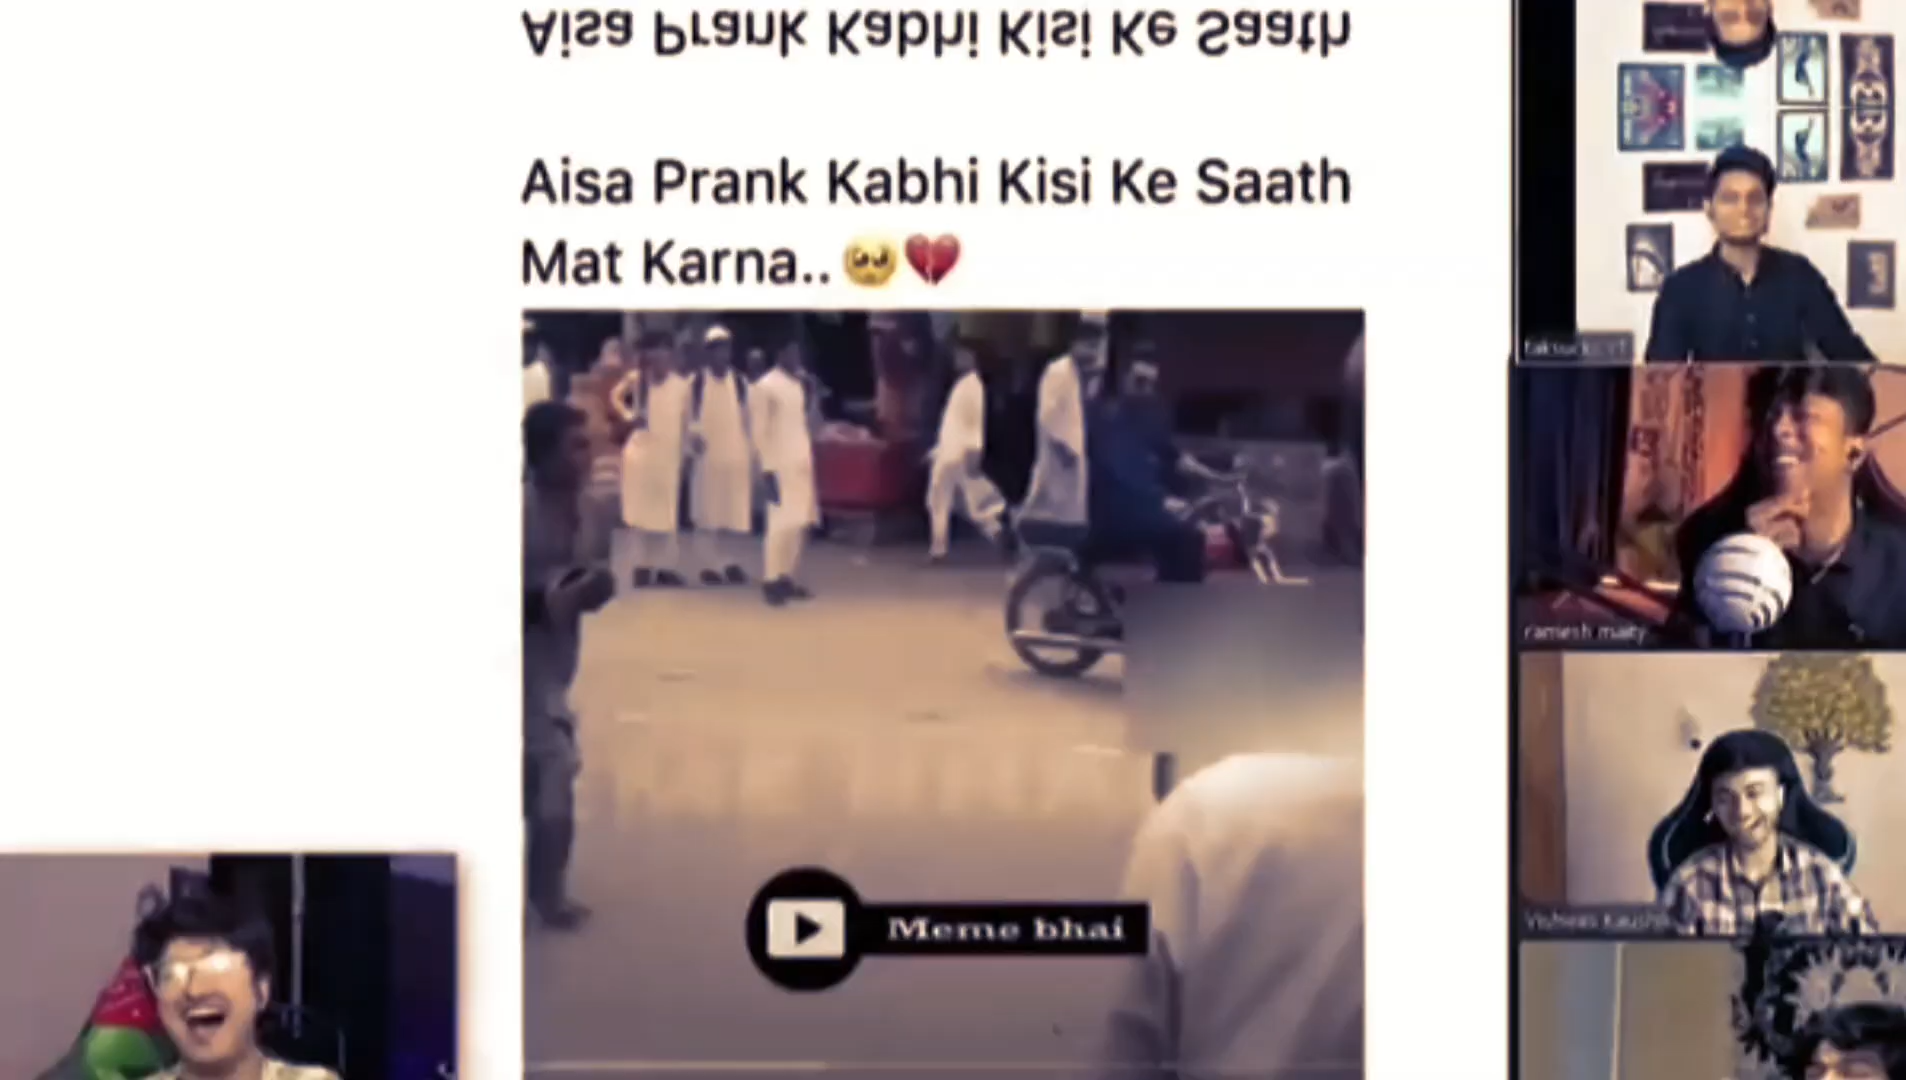 Aisa Prank Kabhi Kisi Ke Saath
Aisa Prank Kabhi Kisi Ke Saath
Mat Karna..🥺💔
Meme bhai
ramesh maity